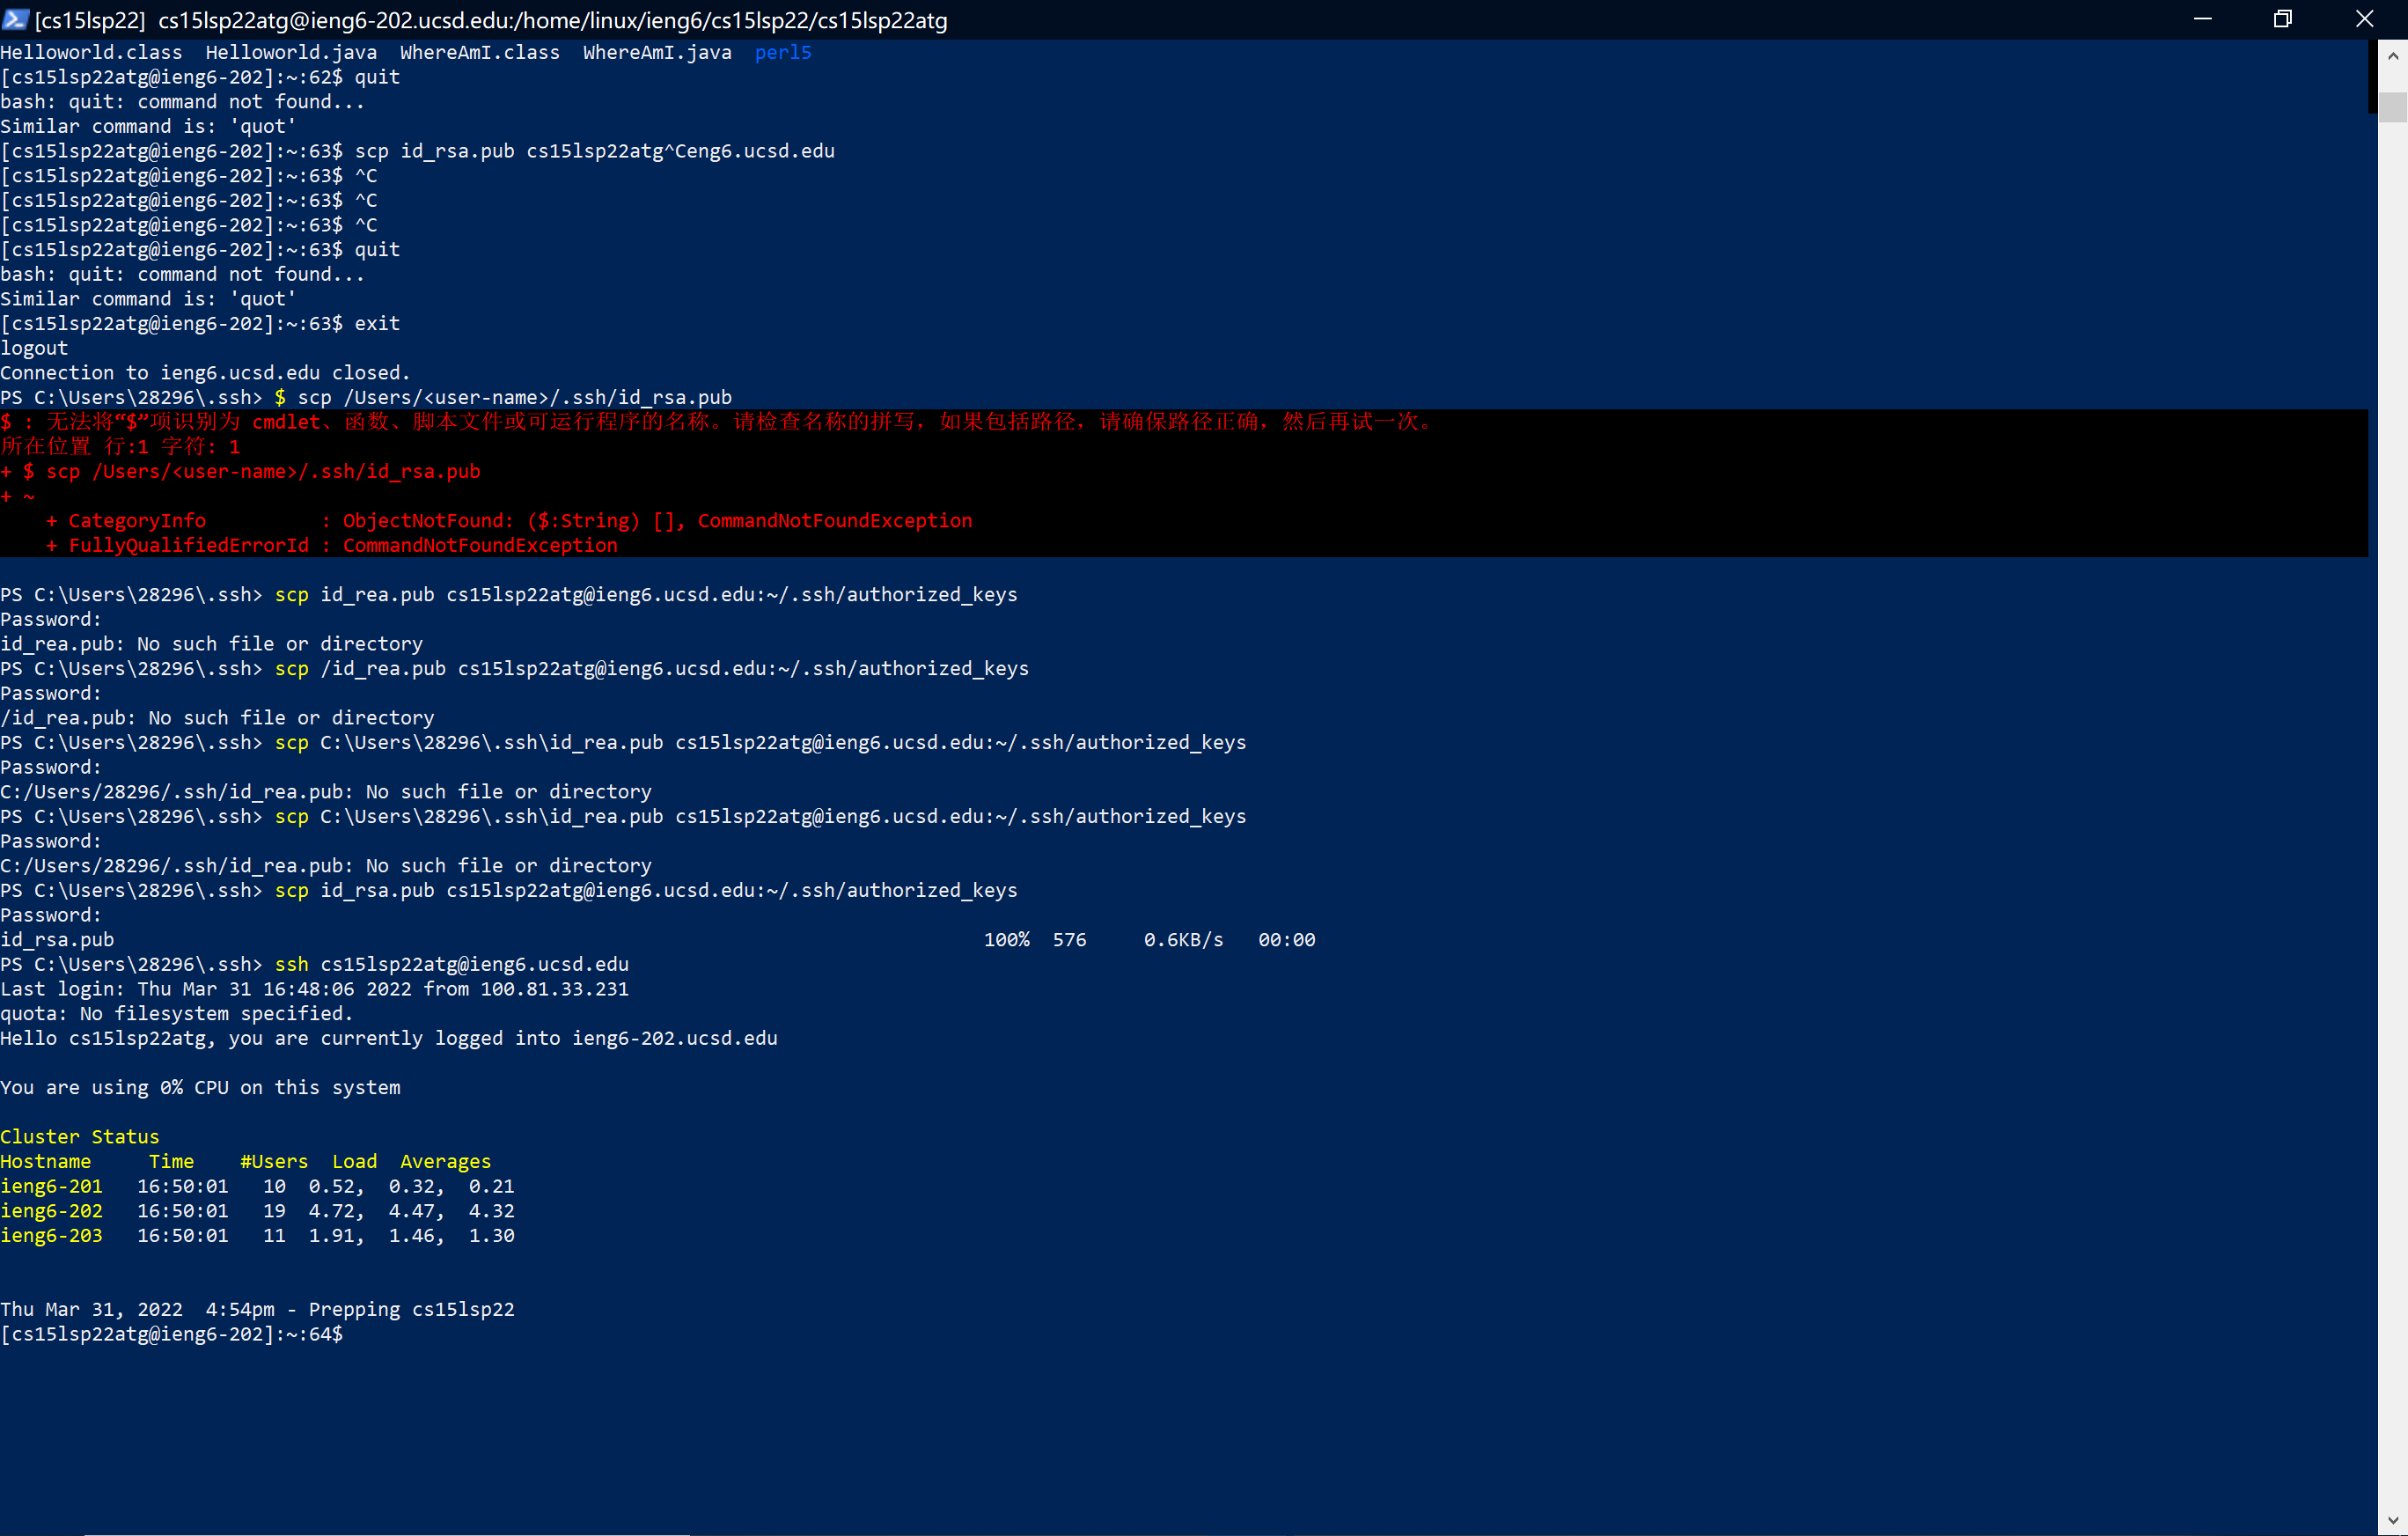 [cs15lsp22] cs15lsp22atg@ieng6-202.ucsd.edu:/home/linux/ieng6/cs15lsp22/cs15lsp22atg
Helloworld.class  Helloworld.java  WhereAmI.class  WhereAmI.java  perl5
[cs15lsp22atg@ieng6-202]:~:62$ quit
bash: quit: command not found...
Similar command is: 'quot'
[cs15lsp22atg@ieng6-202]:~:63$ scp id_rsa.pub cs15lsp22atg^Ceng6.ucsd.edu
[cs15lsp22atg@ieng6-202]:~:63$ ^C
[cs15lsp22atg@ieng6-202]:~:63$ ^C
[cs15lsp22atg@ieng6-202]:~:63$ ^C
[cs15lsp22atg@ieng6-202]:~:63$ quit
bash: quit: command not found...
Similar command is: 'quot'
[cs15lsp22atg@ieng6-202]:~:63$ exit
logout
Connection to ieng6.ucsd.edu closed.
PS C:\Users\28296\.ssh> $ scp /Users/<user-name>/.ssh/id_rsa.pub
$ : 无法将“$”项识别为 cmdlet、函数、脚本文件或可运行程序的名称。请检查名称的拼写，如果包括路径，请确保路径正确，然后再试一次。
所在位置 行:1 字符: 1
+ $ scp /Users/<user-name>/.ssh/id_rsa.pub
+ ~
    + CategoryInfo          : ObjectNotFound: ($:String) [], CommandNotFoundException
    + FullyQualifiedErrorId : CommandNotFoundException
PS C:\Users\28296\.ssh> scp id_rea.pub cs15lsp22atg@ieng6.ucsd.edu:~/.ssh/authorized_keys
Password:
id_rea.pub: No such file or directory
PS C:\Users\28296\.ssh> scp /id_rea.pub cs15lsp22atg@ieng6.ucsd.edu:~/.ssh/authorized_keys
Password:
/id_rea.pub: No such file or directory
PS C:\Users\28296\.ssh> scp C:\Users\28296\.ssh\id_rea.pub cs15lsp22atg@ieng6.ucsd.edu:~/.ssh/authorized_keys
Password:
C:/Users/28296/.ssh/id_rea.pub: No such file or directory
PS C:\Users\28296\.ssh> scp C:\Users\28296\.ssh\id_rea.pub cs15lsp22atg@ieng6.ucsd.edu:~/.ssh/authorized_keys
Password:
C:/Users/28296/.ssh/id_rea.pub: No such file or directory
PS C:\Users\28296\.ssh> scp id_rsa.pub cs15lsp22atg@ieng6.ucsd.edu:~/.ssh/authorized_keys
Password:
id_rsa.pub                                                                            100%  576     0.6KB/s   00:00
PS C:\Users\28296\.ssh> ssh cs15lsp22atg@ieng6.ucsd.edu
Last login: Thu Mar 31 16:48:06 2022 from 100.81.33.231
quota: No filesystem specified.
Hello cs15lsp22atg, you are currently logged into ieng6-202.ucsd.edu
You are using 0% CPU on this system
Cluster Status
Hostname     Time    #Users  Load  Averages
ieng6-201   16:50:01   10  0.52,  0.32,  0.21
ieng6-202   16:50:01   19  4.72,  4.47,  4.32
ieng6-203   16:50:01   11  1.91,  1.46,  1.30
Thu Mar 31, 2022  4:54pm - Prepping cs15lsp22
[cs15lsp22atg@ieng6-202]:~:64$